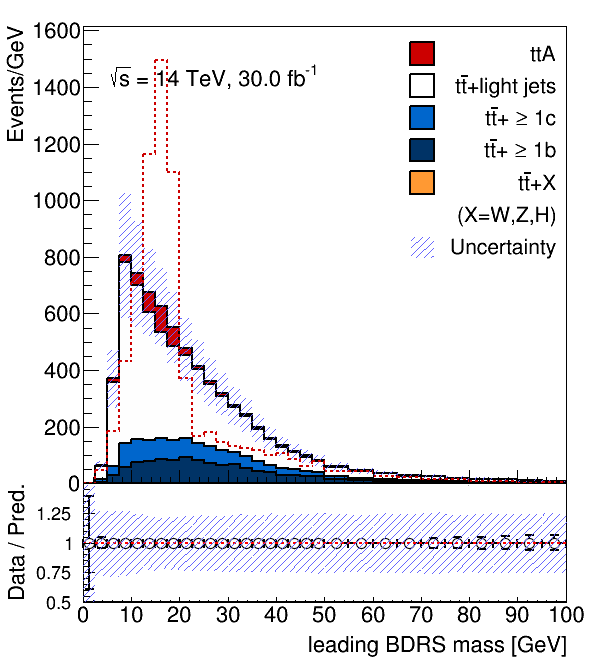 Events/GeV
1600
1400
1200
1000
800
600
400
200
0
√s = 14 TeV, 30.0 fb⁻¹
ttA
tt̄+light jets
tt̄+ ≥ 1c
tt̄+ ≥ 1b
tt̄+X
(X=W,Z,H)
Uncertainty
Data / Pred.
1.25
1
0.75
0.5
0 10 20 30 40 50 60 70 80 90 100
leading BDRS mass [GeV]